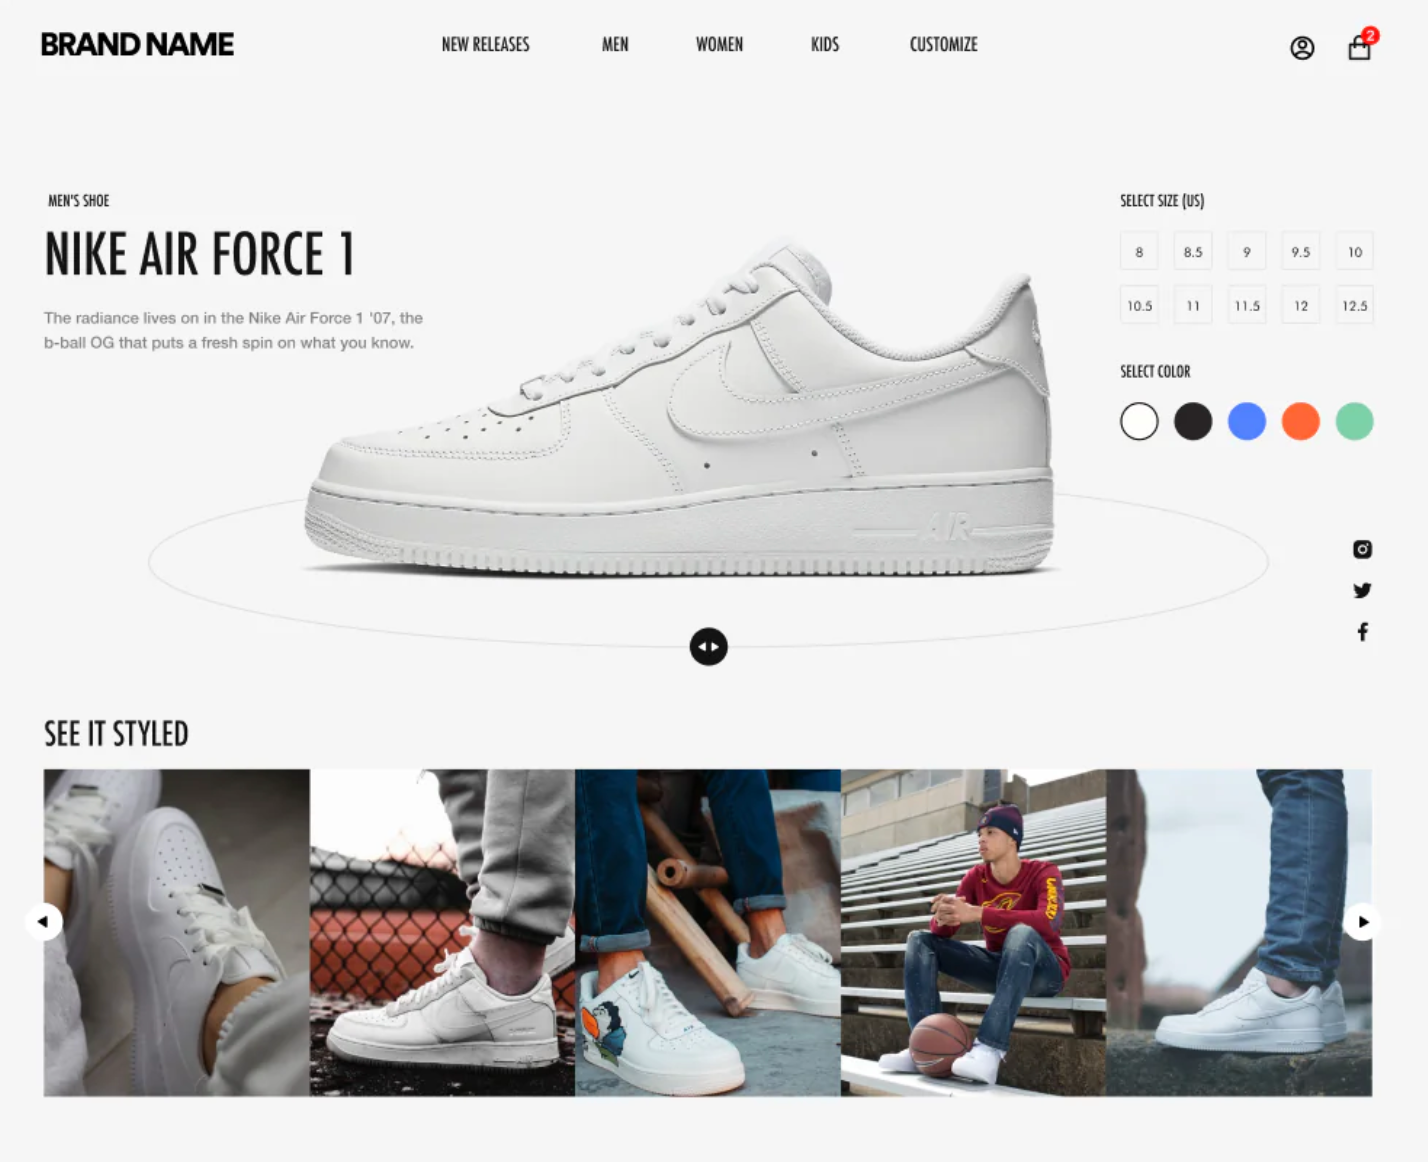 BRAND NAME
NEW RELEASES
MEN
WOMEN
KIDS
CUSTOMIZE
2
MEN'S SHOE
NIKE AIR FORCE 1
The radiance lives on in the Nike Air Force 1 '07, the
b-ball OG that puts a fresh spin on what you know.
SELECT SIZE (US)
8
8.5
9
9.5
10
10.5
11
11.5
12
12.5
SELECT COLOR
AIR
SEE IT STYLED